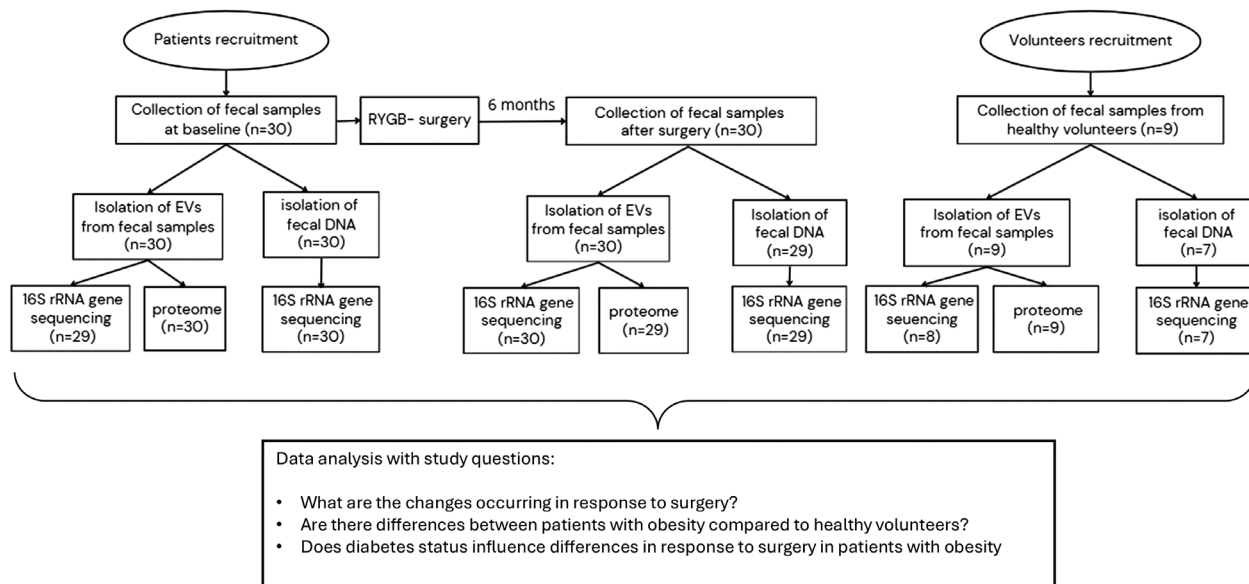 Patients recruitment
Volunteers recruitment
Collection of fecal samples
at baseline (n=30)
RYGB- surgery
6 months
Collection of fecal samples
after surgery (n=30)
Collection of fecal samples from
healthy volunteers (n=9)
Isolation of EVs
from fecal samples
(n=30)
isolation of
fecal DNA
(n=30)
Isolation of EVs
from fecal samples
(n=30)
Isolation of
fecal DNA
(n=29)
Isolation of EVs
from fecal samples
(n=9)
isolation of
fecal DNA
(n=7)
16S rRNA gene
sequencing
(n=29)
proteome
(n=30)
16S rRNA gene
sequencing
(n=30)
16S rRNA gene
sequencing
(n=30)
proteome
(n=29)
16S rRNA gene
sequencing
(n=29)
16S rRNA gene
seuencing
(n=8)
proteome
(n=9)
16S rRNA gene
sequencing
(n=7)
Data analysis with study questions:
• What are the changes occurring in response to surgery?
• Are there differences between patients with obesity compared to healthy volunteers?
• Does diabetes status influence differences in response to surgery in patients with obesity